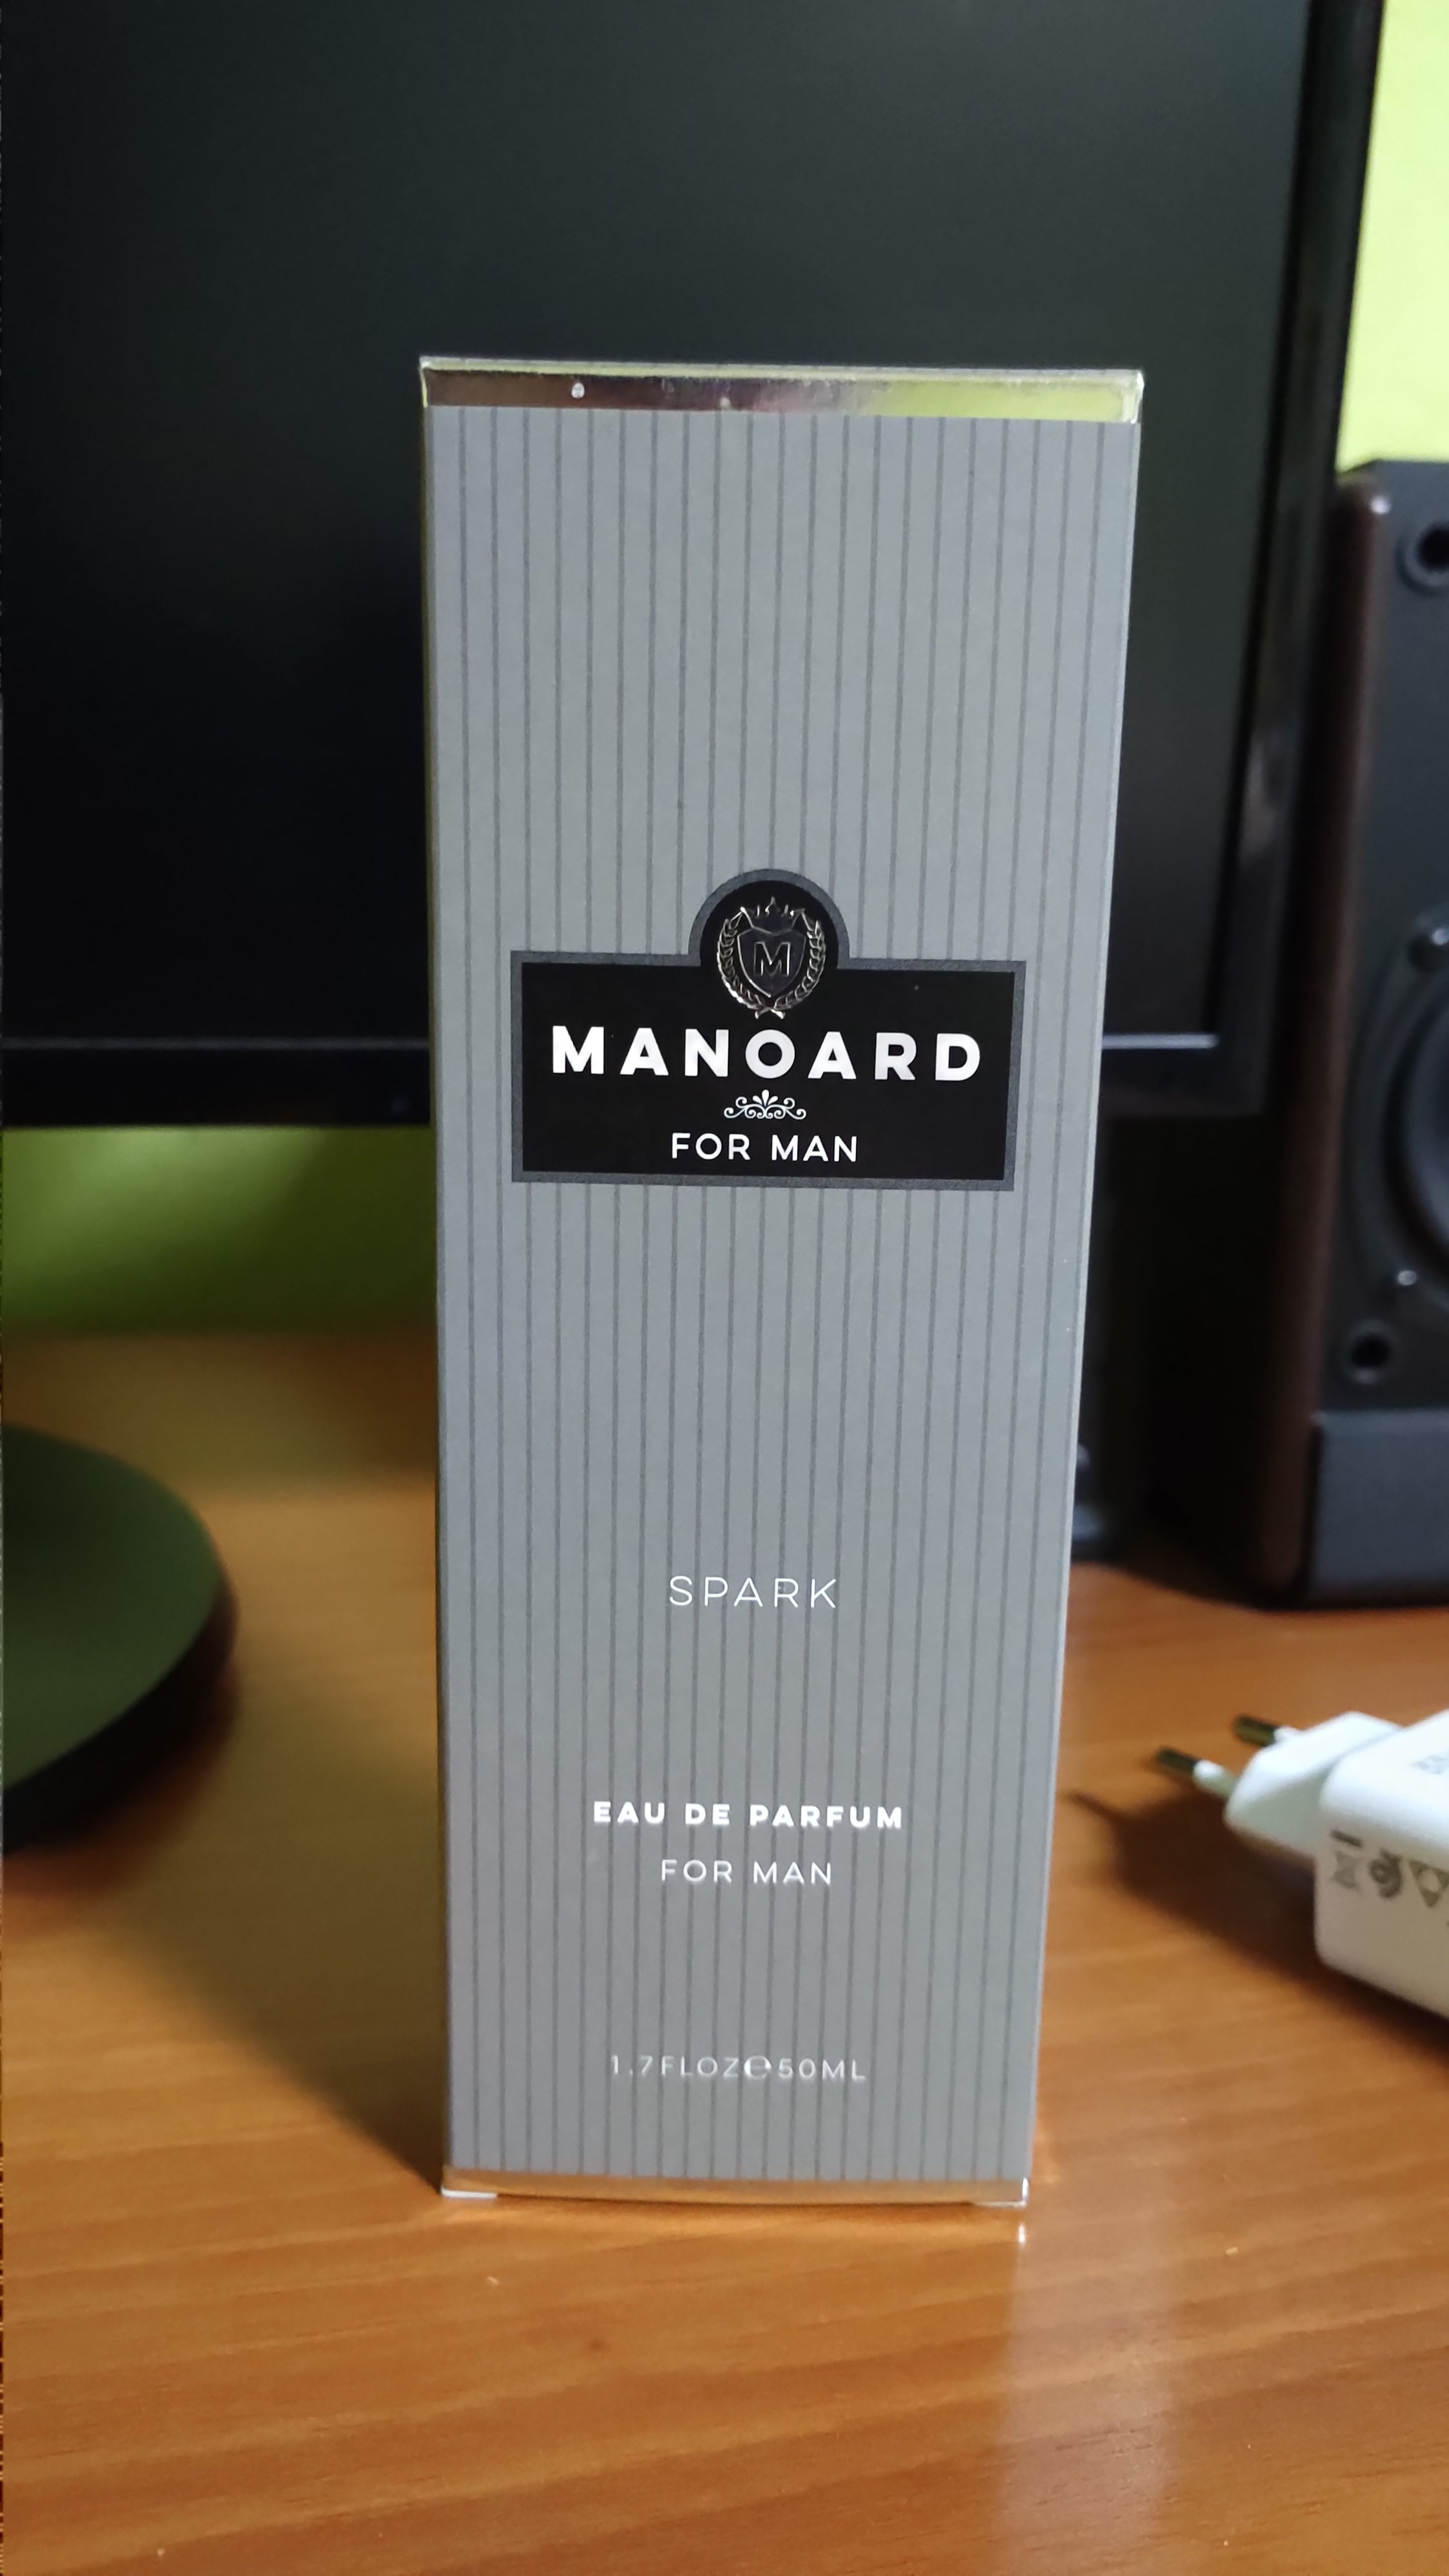 M
MANOARD
FOR MAN
SPARK
EAU DE PARFUM
FOR MAN
1.7FLOZ℮50ML